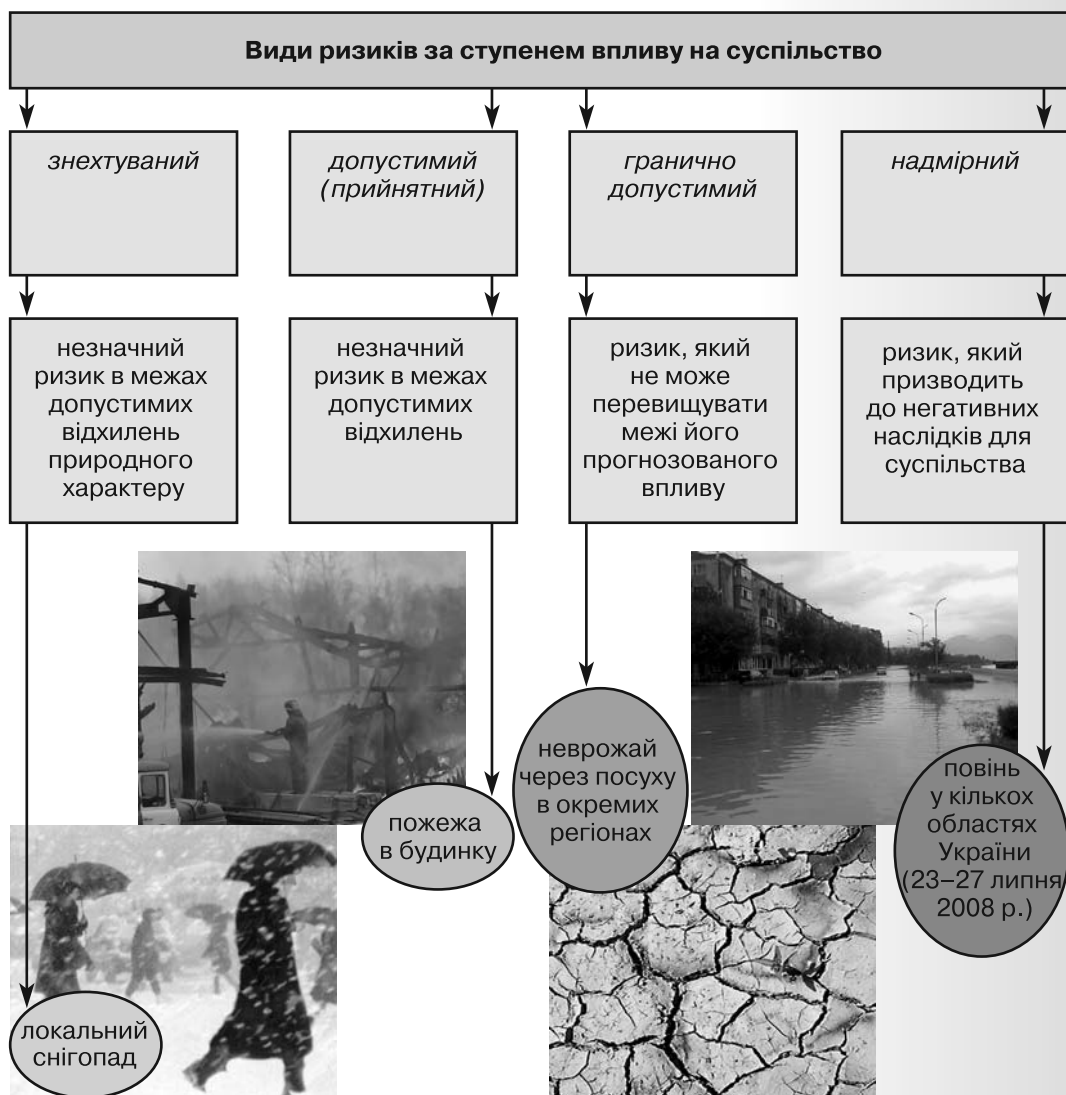 Види ризиків за ступенем впливу на суспільство
знехтуваний
допустимий
(прийнятний)
гранично
допустимий
надмірний
незначний
ризик в межах
допустимих
відхилень
природного
характеру
незначний
ризик в межах
допустимих
відхилень
ризик, який
не може
перевищувати
межі його
прогнозованого
впливу
ризик, який
призводить
до негативних
наслідків для
суспільства
локальний
снігопад
пожежа
в будинку
неврожай
через посуху
в окремих
регіонах
повінь
у кількох
областях
України
(23–27 липня
2008 р.)